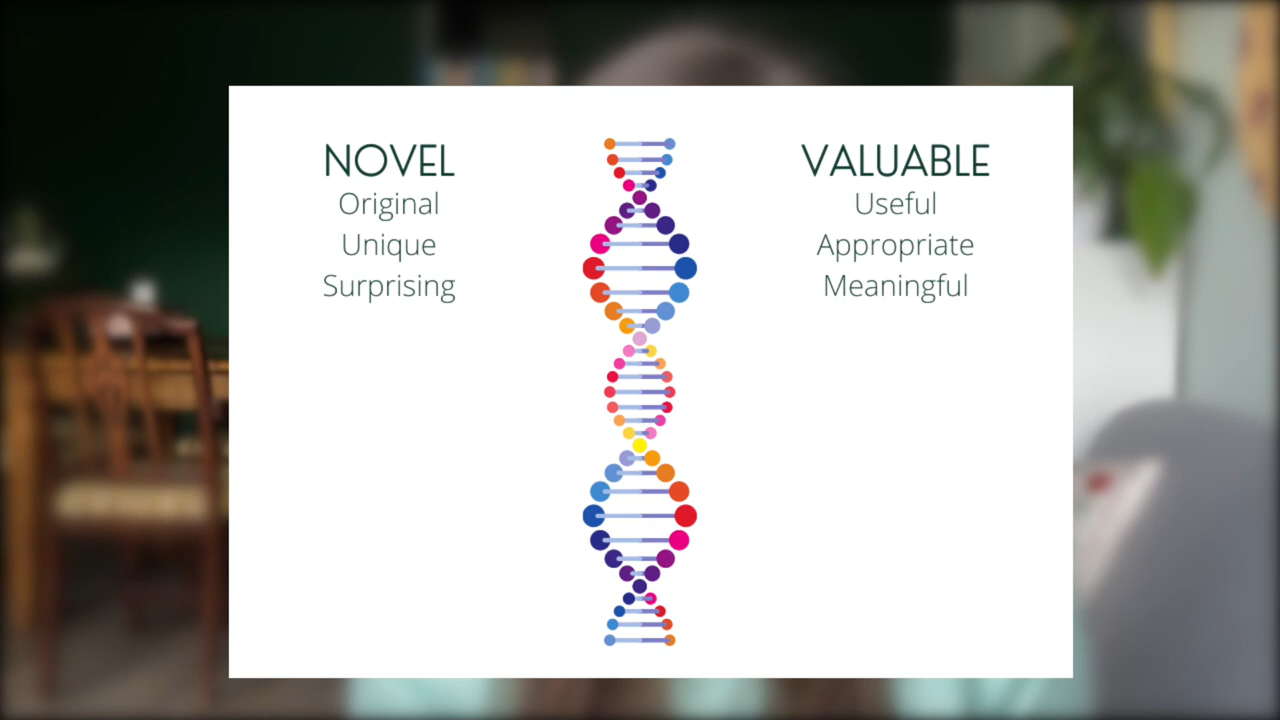 NOVEL
Original
Unique
Surprising
VALUABLE
Useful
Appropriate
Meaningful